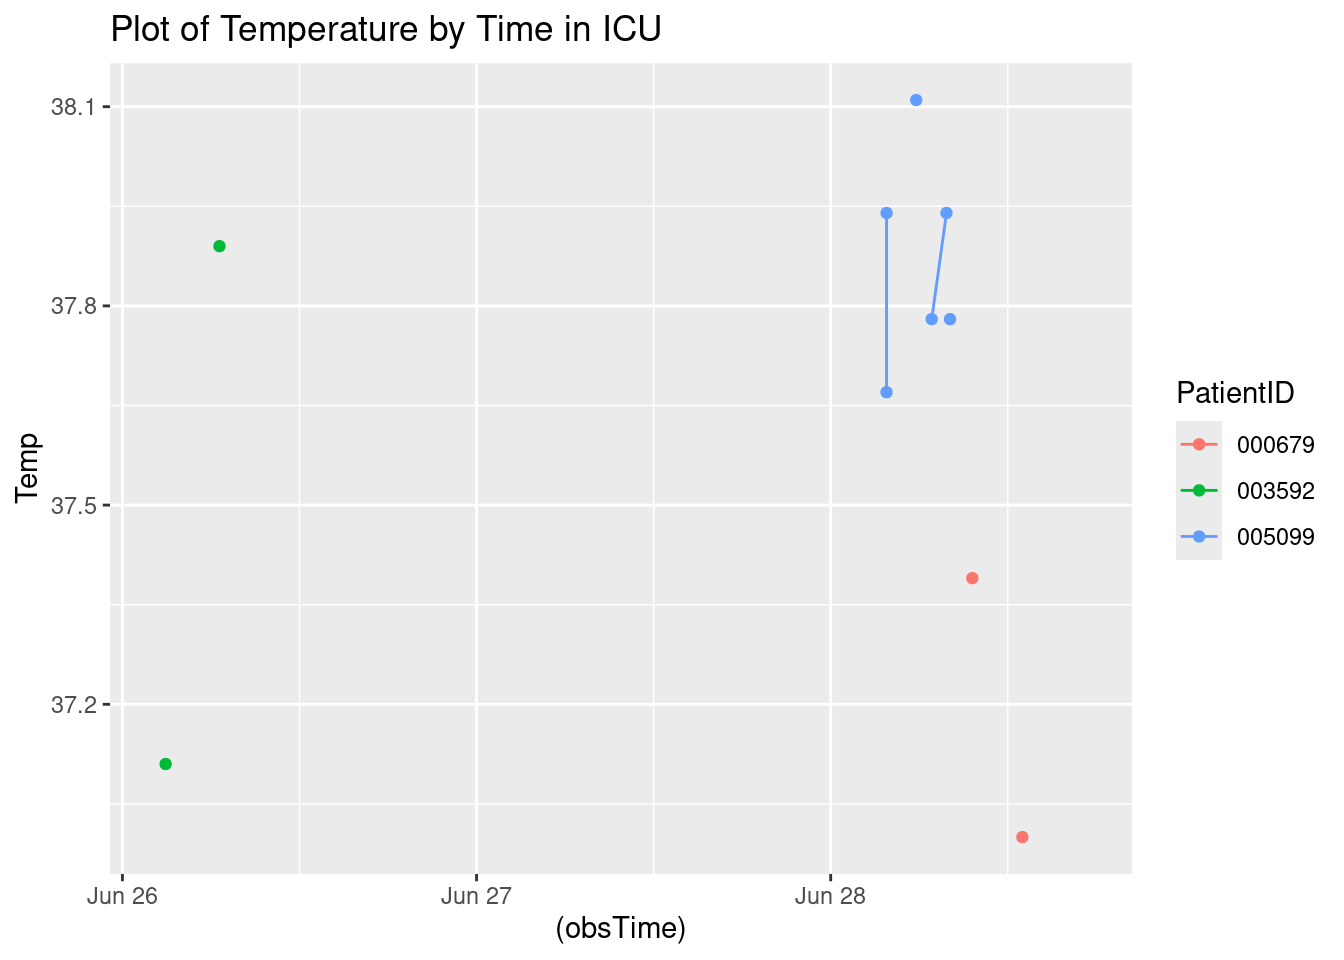 Plot of Temperature by Time in ICU
38.1
37.8
37.5
37.2
Temp
Jun 26
Jun 27
Jun 28
(obsTime)
PatientID
000679
003592
005099